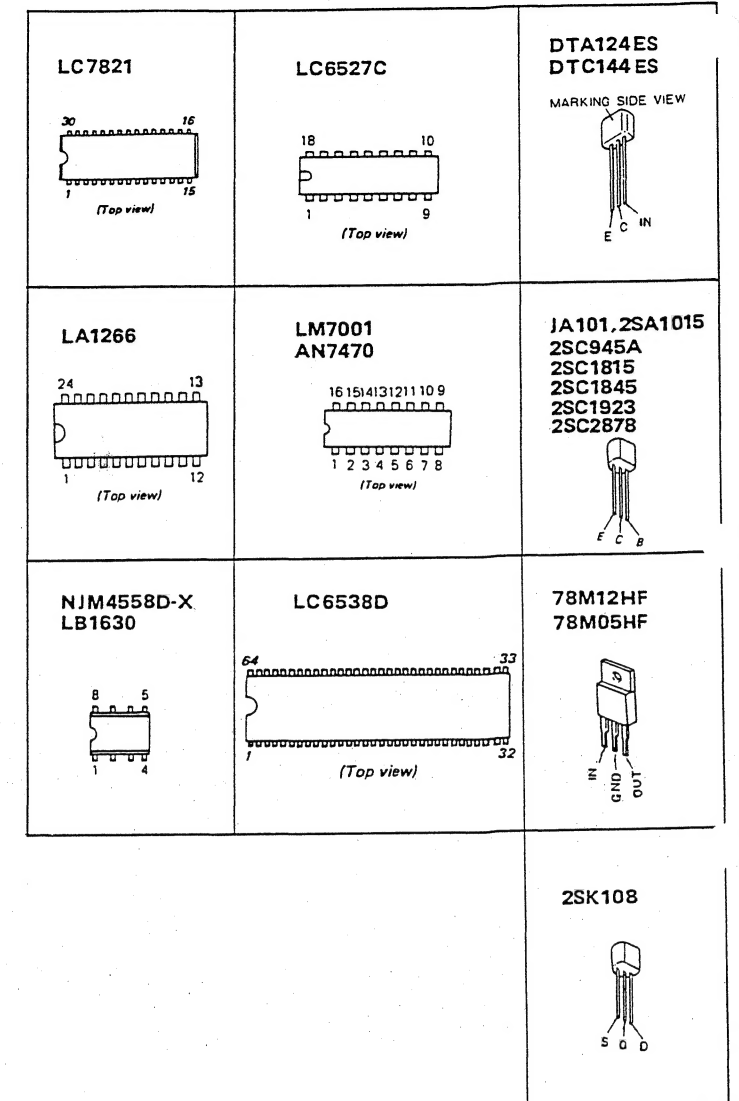 LC7821
30 16
1 15
(Top view)
LC6527C
18 10
1 9
(Top view)
DTA124ES
DTC144ES
MARKING SIDE VIEW
E C IN
LA1266
24 13
1 12
(Top view)
LM7001
AN7470
16 15 14 13 12 11 10 9
1 2 3 4 5 6 7 8
(Top view)
JA101,2SA1015
2SC945A
2SC1815
2SC1845
2SC1923
2SC2878
E C B
NJM4558D-X
LB1630
8 5
1 4
LC6538D
64 33
1 32
(Top view)
78M12HF
78M05HF
IN
GND
OUT
2SK108
S G D